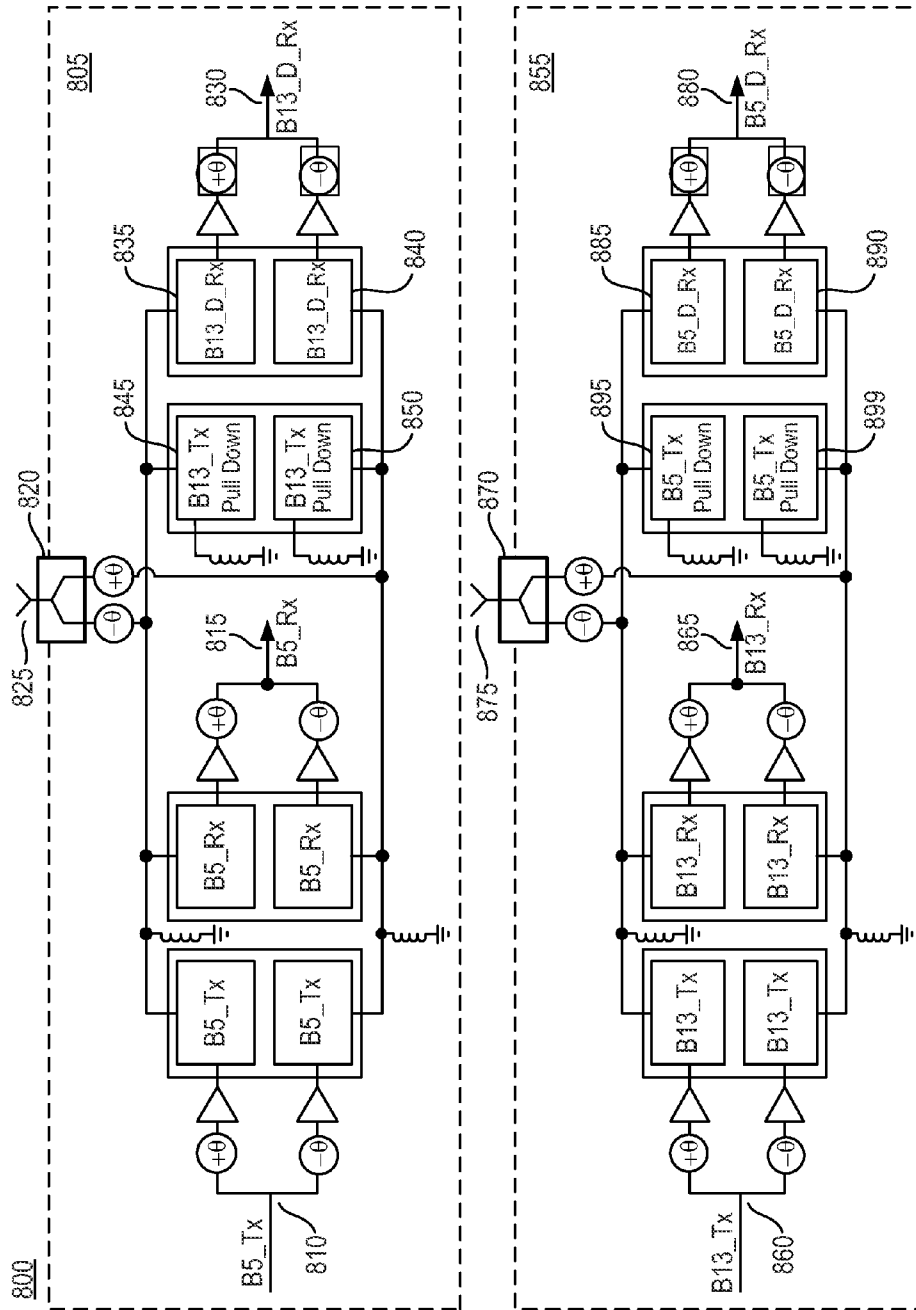 800
805
820
825
B5_Tx
810
+θ
−θ
B5_Tx
B5_Tx
B5_Rx
B5_Rx
+θ
−θ
815
B5_Rx
−θ
+θ
845
B13_Tx
Pull Down
B13_Tx
Pull Down
850
835
B13_D_Rx
B13_D_Rx
840
+θ
−θ
830
B13_D_Rx
855
870
875
B13_Tx
860
+θ
−θ
B13_Tx
B13_Tx
B13_Rx
B13_Rx
+θ
−θ
865
B13_Rx
−θ
+θ
895
B5_Tx
Pull Down
B5_Tx
Pull Down
899
885
B5_D_Rx
B5_D_Rx
890
+θ
−θ
880
B5_D_Rx